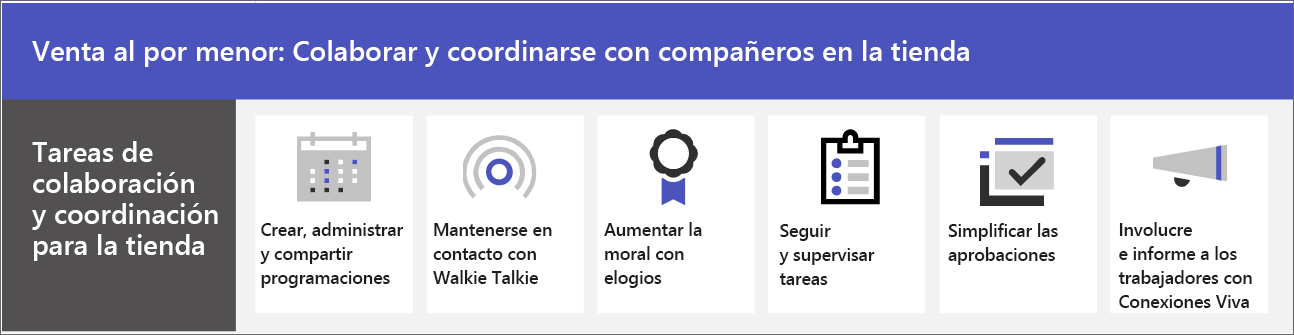 Venta al por menor: Colaborar y coordinarse con compañeros en la tienda
Tareas de
colaboración
y coordinación
para la tienda
Crear, administrar
y compartir
programaciones
Mantenerse en
contacto con
Walkie Talkie
Aumentar la
moral con
elogios
Seguir
y supervisar
tareas
Simplificar las
aprobaciones
Involucre
e informe a los
trabajadores con
Conexiones Viva